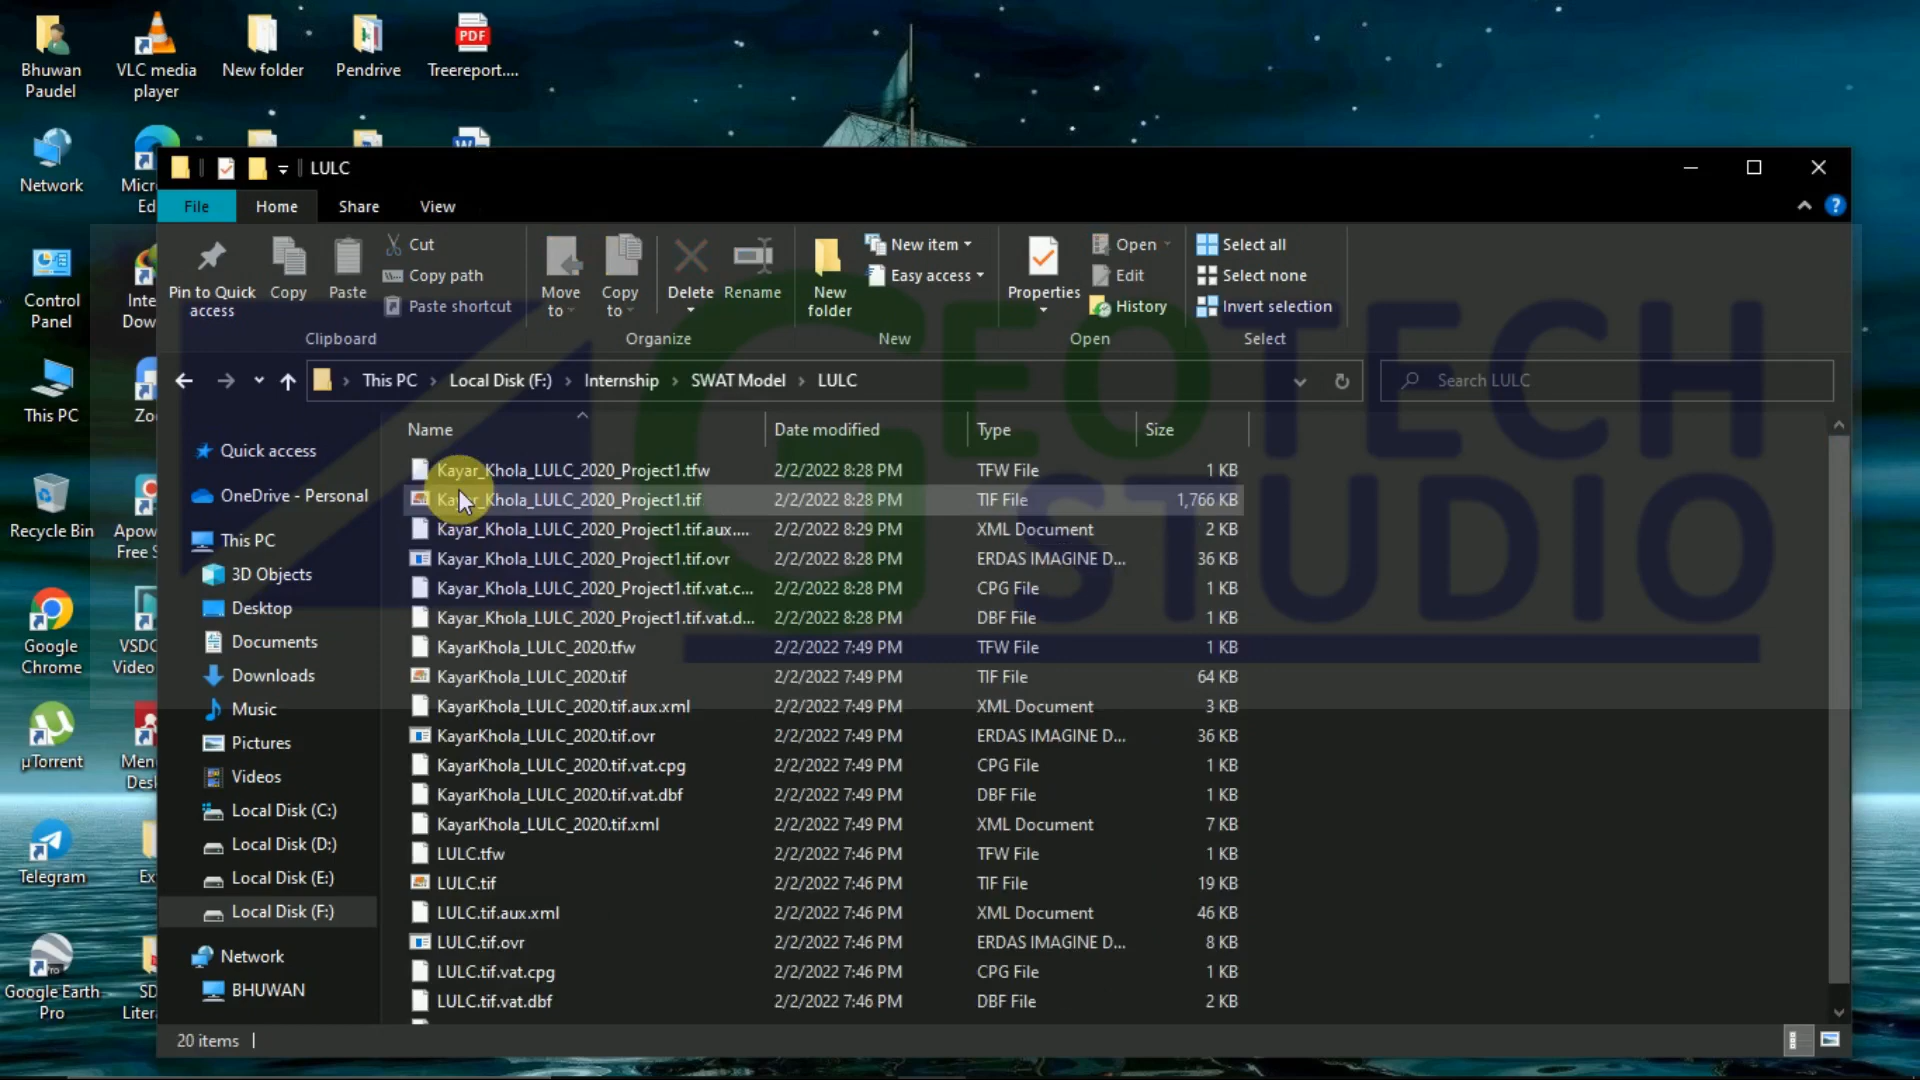 Bhuwan Paudel
VLC media player
New folder
Pendrive
PDF
Treereport....
Network
Control Panel
This PC
Recycle Bin
Google Chrome
µTorrent
Telegram
Google Earth Pro
LULC
File
Home
Share
View
Pin to Quick access
Copy
Paste
Cut
Copy path
Paste shortcut
Clipboard
Move to
Copy to
Delete
Rename
Organize
New folder
New item
Easy access
New
Properties
Open
Edit
History
Open
Select all
Select none
Invert selection
Select
GEOTECH
STUDIO
This PC > Local Disk (F:) > Internship > SWAT Model > LULC
Search LULC
Quick access
OneDrive - Personal
This PC
3D Objects
Desktop
Documents
Downloads
Music
Pictures
Videos
Local Disk (C:)
Local Disk (D:)
Local Disk (E:)
Local Disk (F:)
Network
BHUWAN
Name Date modified Type Size
Kayar_Khola_LULC_2020_Project1.tfw 2/2/2022 8:28 PM TFW File 1 KB
Kayar_Khola_LULC_2020_Project1.tif 2/2/2022 8:28 PM TIF File 1,766 KB
Kayar_Khola_LULC_2020_Project1.tif.aux.... 2/2/2022 8:29 PM XML Document 2 KB
Kayar_Khola_LULC_2020_Project1.tif.ovr 2/2/2022 8:28 PM ERDAS IMAGINE D... 36 KB
Kayar_Khola_LULC_2020_Project1.tif.vat.c... 2/2/2022 8:28 PM CPG File 1 KB
Kayar_Khola_LULC_2020_Project1.tif.vat.d... 2/2/2022 8:28 PM DBF File 1 KB
KayarKhola_LULC_2020.tfw 2/2/2022 7:49 PM TFW File 1 KB
KayarKhola_LULC_2020.tif 2/2/2022 7:49 PM TIF File 64 KB
KayarKhola_LULC_2020.tif.aux.xml 2/2/2022 7:49 PM XML Document 3 KB
KayarKhola_LULC_2020.tif.ovr 2/2/2022 7:49 PM ERDAS IMAGINE D... 36 KB
KayarKhola_LULC_2020.tif.vat.cpg 2/2/2022 7:49 PM CPG File 1 KB
KayarKhola_LULC_2020.tif.vat.dbf 2/2/2022 7:49 PM DBF File 1 KB
KayarKhola_LULC_2020.tif.xml 2/2/2022 7:49 PM XML Document 7 KB
LULC.tfw 2/2/2022 7:46 PM TFW File 1 KB
LULC.tif 2/2/2022 7:46 PM TIF File 19 KB
LULC.tif.aux.xml 2/2/2022 7:46 PM XML Document 46 KB
LULC.tif.ovr 2/2/2022 7:46 PM ERDAS IMAGINE D... 8 KB
LULC.tif.vat.cpg 2/2/2022 7:46 PM CPG File 1 KB
LULC.tif.vat.dbf 2/2/2022 7:46 PM DBF File 2 KB
20 items